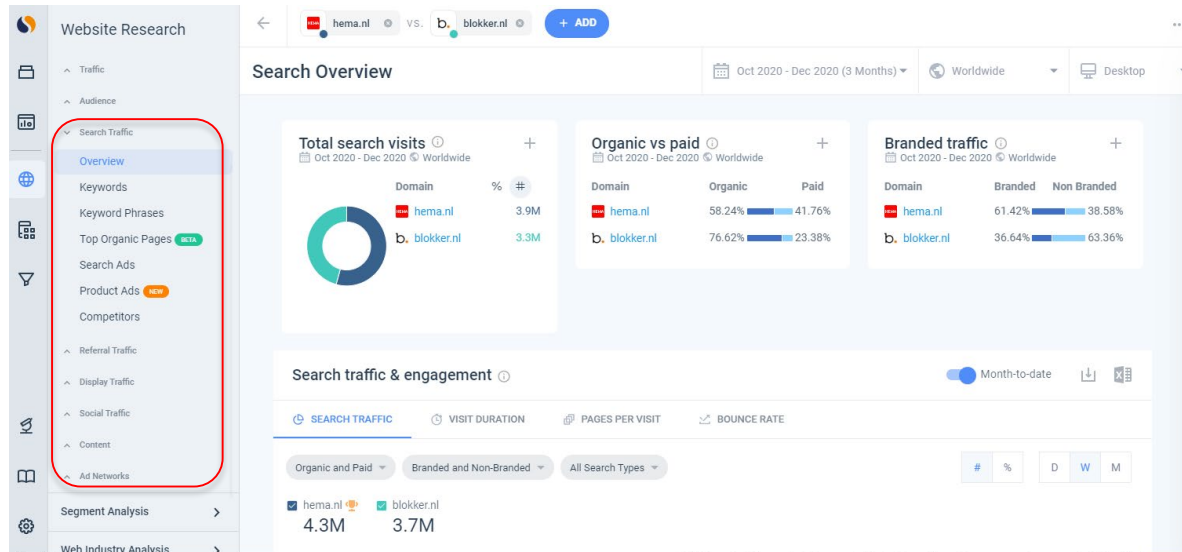 Website Research
Traffic
Audience
Search Traffic
Overview
Keywords
Keyword Phrases
Top Organic Pages BETA
Search Ads
Product Ads NEW
Competitors
Referral Traffic
Display Traffic
Social Traffic
Content
Ad Networks
Segment Analysis
Web Industry Analysis
HEMA hema.nl VS. b. blokker.nl + ADD
Search Overview
Oct 2020 - Dec 2020 (3 Months) Worldwide Desktop
Total search visits
Oct 2020 - Dec 2020 Worldwide
Domain % #
HEMA hema.nl 3.9M
b. blokker.nl 3.3M
Organic vs paid
Oct 2020 - Dec 2020 Worldwide
Domain Organic Paid
HEMA hema.nl 58.24% 41.76%
b. blokker.nl 76.62% 23.38%
Branded traffic
Oct 2020 - Dec 2020 Worldwide
Domain Branded Non Branded
HEMA hema.nl 61.42% 38.58%
b. blokker.nl 36.64% 63.36%
Search traffic & engagement
Month-to-date
SEARCH TRAFFIC VISIT DURATION PAGES PER VISIT BOUNCE RATE
Organic and Paid Branded and Non-Branded All Search Types # % D W M
hema.nl blokker.nl
4.3M 3.7M